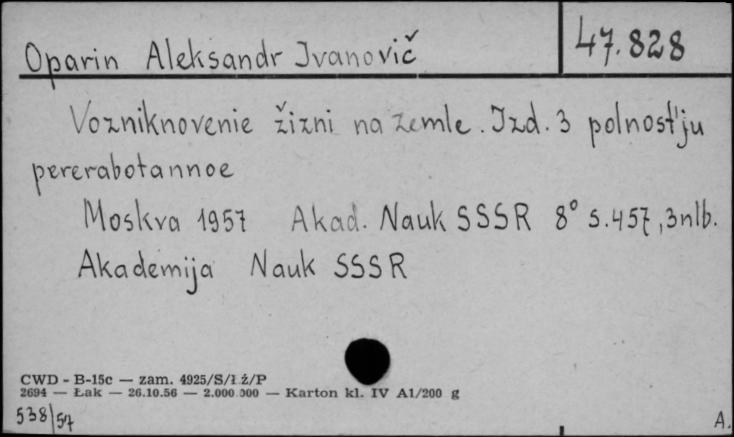 Oparin Aleksandr Ivanovič 47.828
Vozniknovenie žizni na zemle. Izd. 3 polnost'ju
pererabotannoe
Moskva 1957 Akad. Nauk SSSR 8° s.457, 3nlb.
Akademija Nauk SSSR
CWD - B-15c — zam. 4925/S/Ł.ż/P
2694 — Łak — 26.10.56 — 2.000.000 — Karton kl. IV A1/200 g
538/57 A.